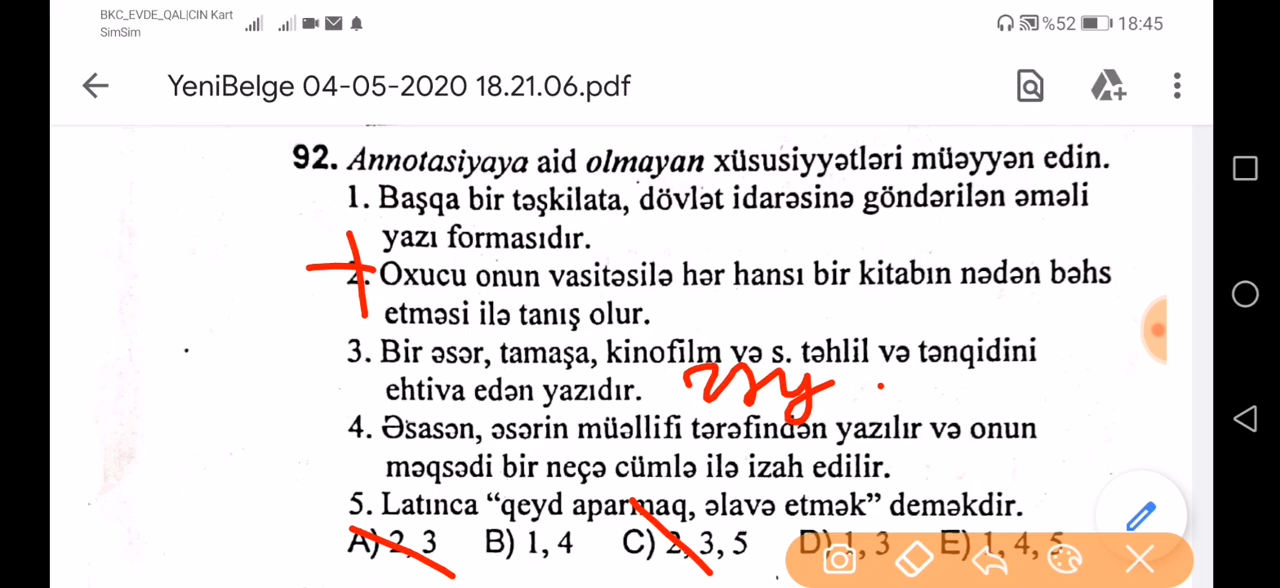 BKC_EVDE_QAL|CIN Kart
SimSim
%52 18:45
YeniBelge 04-05-2020 18.21.06.pdf
92. Annotasiyaya aid olmayan xüsusiyyətləri müəyyən edin.
1. Başqa bir təşkilata, dövlət idarəsinə göndərilən əməli
yazı formasıdır.
2. Oxucu onun vasitəsilə hər hansı bir kitabın nədən bəhs
etməsi ilə tanış olur.
3. Bir əsər, tamaşa, kinofilm və s. təhlil və tənqidini
ehtiva edən yazıdır.
4. Əsasən, əsərin müəllifi tərəfindən yazılır və onun
məqsədi bir neçə cümlə ilə izah edilir.
5. Latınca “qeyd aparmaq, əlavə etmək” deməkdir.
A) 2, 3 B) 1, 4 C) 2, 3, 5 D) 1, 3 E) 1, 4, 5